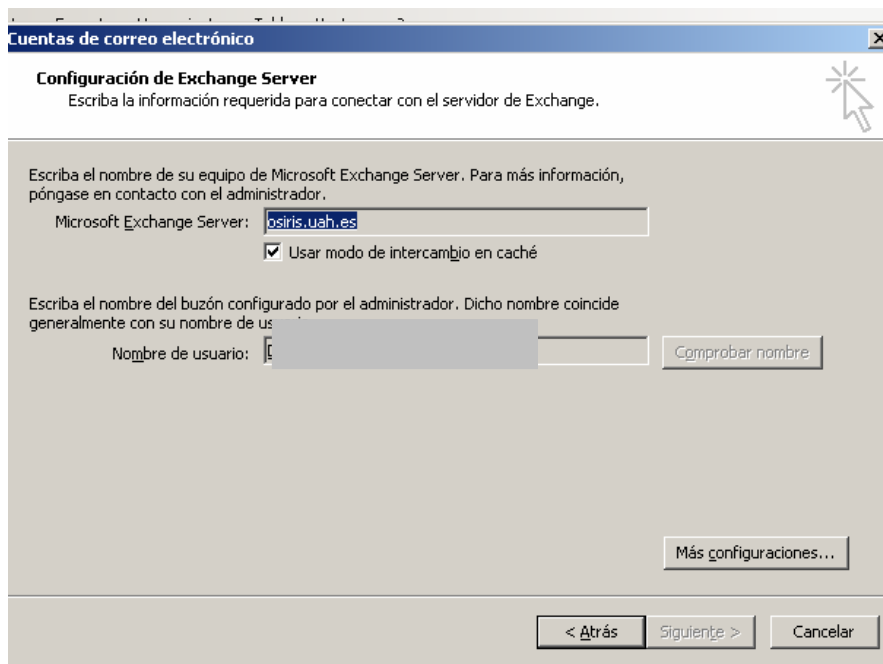 Cuentas de correo electrónico
Configuración de Exchange Server
Escriba la información requerida para conectar con el servidor de Exchange.
Escriba el nombre de su equipo de Microsoft Exchange Server. Para más información,
póngase en contacto con el administrador.
Microsoft Exchange Server: osiris.uah.es
Usar modo de intercambio en caché
Escriba el nombre del buzón configurado por el administrador. Dicho nombre coincide
generalmente con su nombre de
Nombre de usuario: Comprobar nombre
Más configuraciones...
< Atrás Siguiente > Cancelar